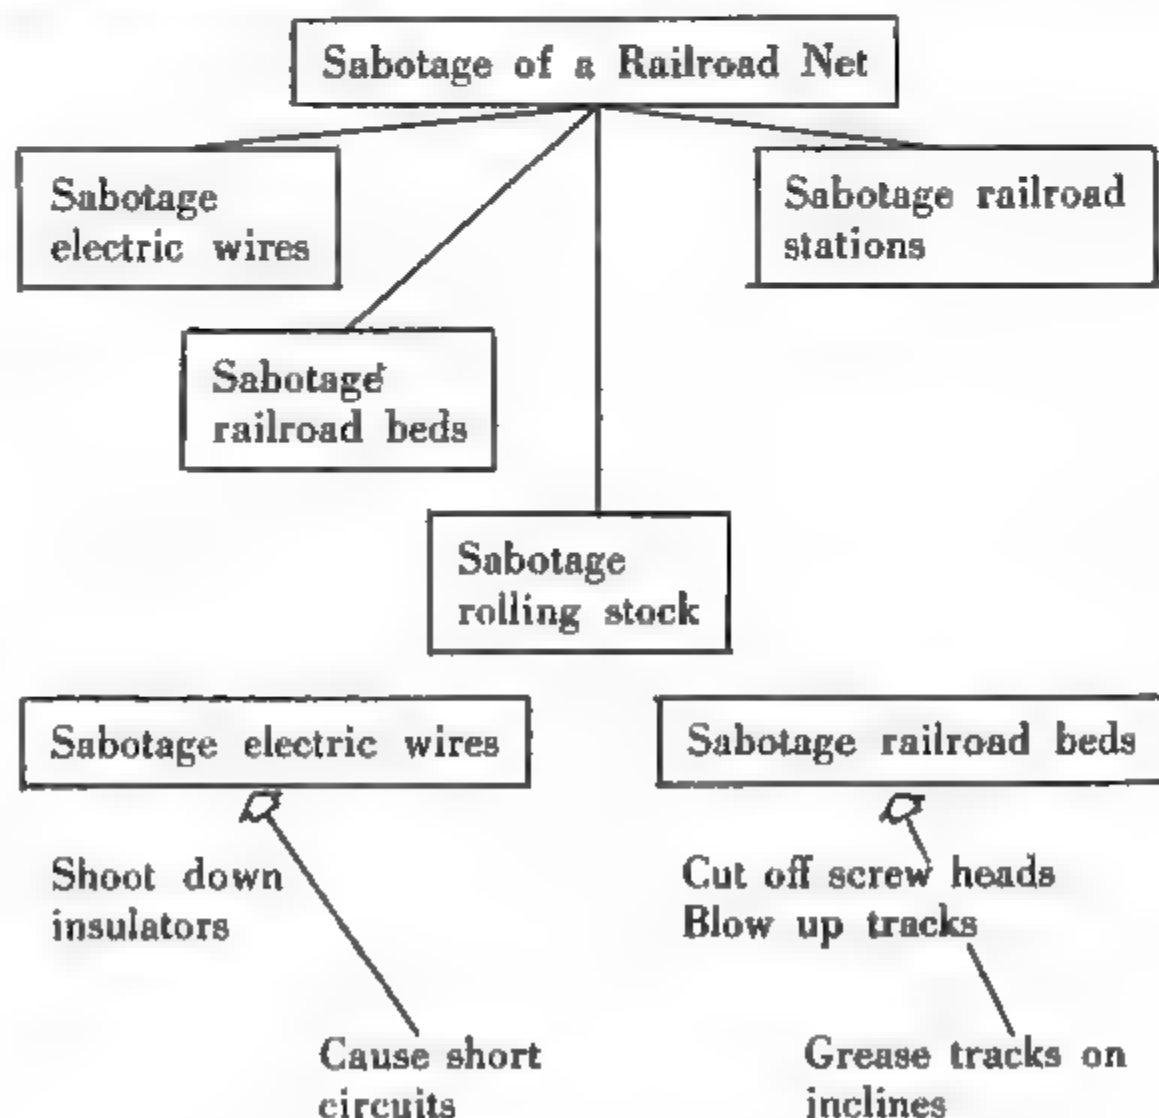 Sabotage of a Railroad Net
Sabotage
electric wires
Sabotage railroad
stations
Sabotage
railroad beds
Sabotage
rolling stock
Sabotage electric wires
Shoot down
insulators
Cause short
circuits
Sabotage railroad beds
Cut off screw heads
Blow up tracks
Grease tracks on
inclines